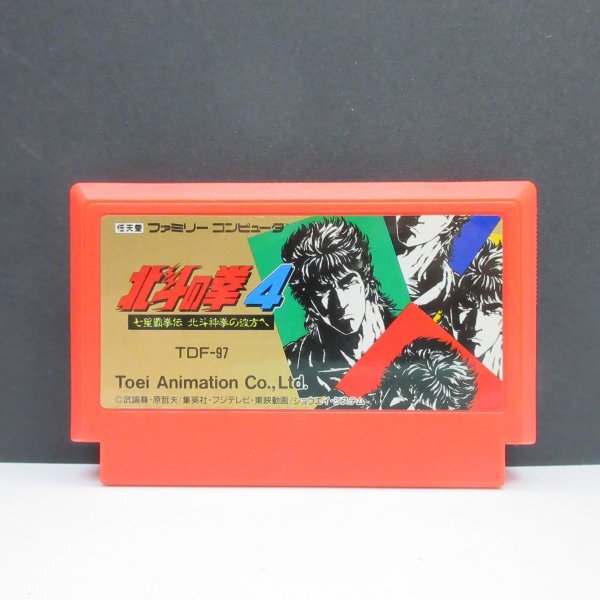 任天堂 ファミリー コンピュータ
北斗の拳4
七星覇拳伝 北斗神拳の彼方へ
TDF-97
Toei Animation Co., Ltd.
©武論尊・原哲夫/集英社・フジテレビ・東映動画/ショウエイ・システム